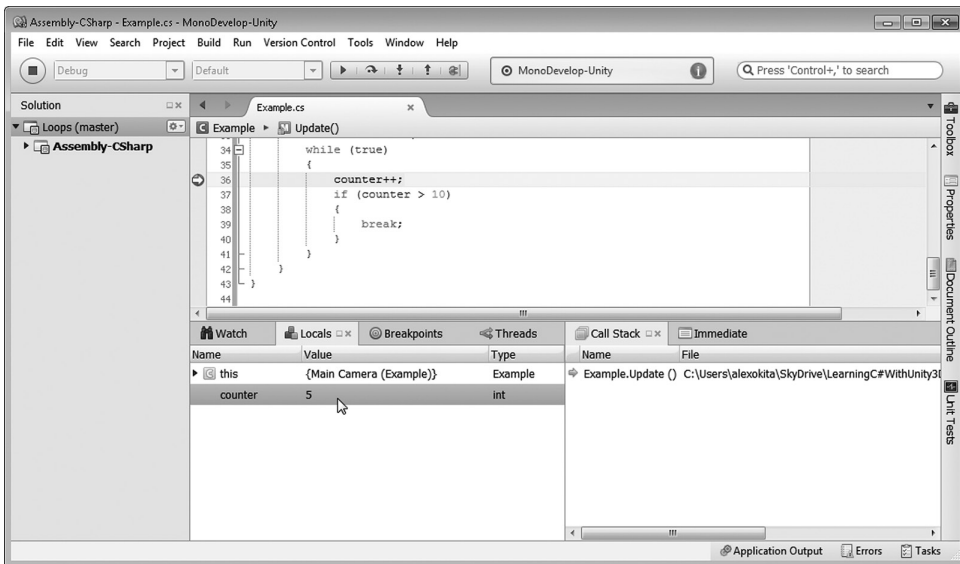 Assembly-CSharp - Example.cs - MonoDevelop-Unity
File Edit View Search Project Build Run Version Control Tools Window Help
Debug Default MonoDevelop-Unity Press 'Control+,' to search
Solution
Loops (master)
Assembly-CSharp
Example.cs
Example Update()
34 while (true)
35 {
36 counter++;
37 if (counter > 10)
38 {
39 break;
40 }
41 }
42 }
43 }
44
Toolbox
Properties
Document Outline
Unit Tests
Watch Locals Breakpoints Threads
Name Value Type
this {Main Camera (Example)} Example
counter 5 int
Call Stack Immediate
Name File
Example.Update () C:\Users\alexokita\SkyDrive\LearningC#WithUnity3
Application Output Errors Tasks